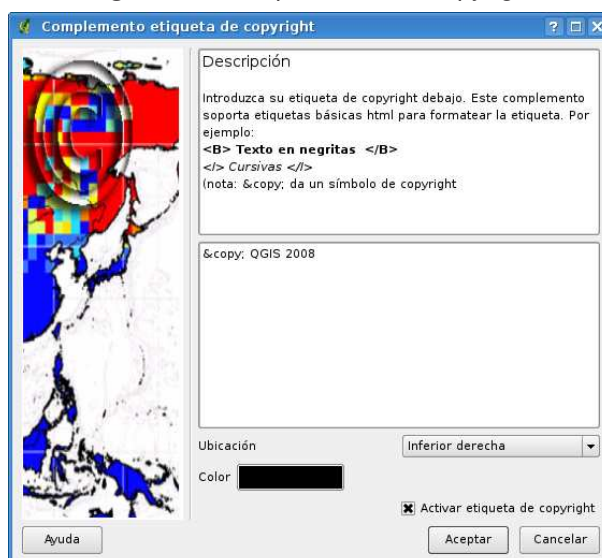 Complemento etiqueta de copyright
Descripción
Introduzca su etiqueta de copyright debajo. Este complemento
soporta etiquetas básicas html para formatear la etiqueta. Por
ejemplo:
<B> Texto en negritas </B>
<I> Cursivas </I>
(nota: &copy; da un símbolo de copyright
&copy; QGIS 2008
Ubicación
Inferior derecha
Color
Activar etiqueta de copyright
Ayuda
Aceptar
Cancelar